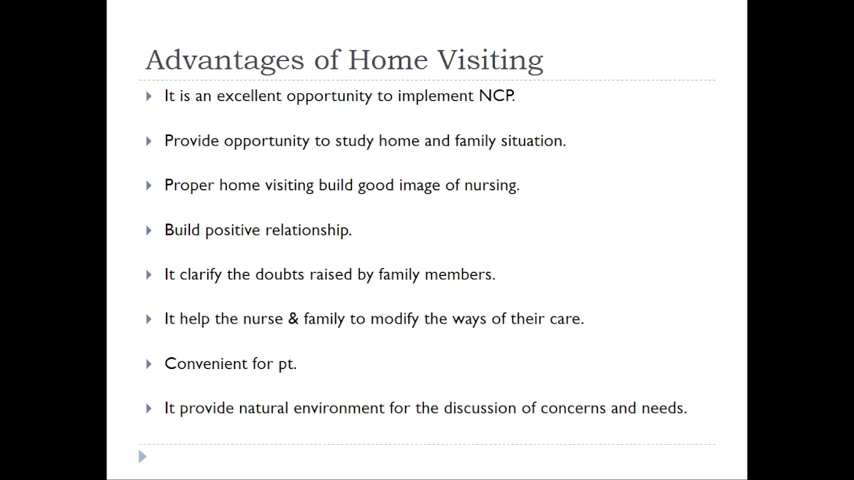 Advantages of Home Visiting
It is an excellent opportunity to implement NCP.
Provide opportunity to study home and family situation.
Proper home visiting build good image of nursing.
Build positive relationship.
It clarify the doubts raised by family members.
It help the nurse & family to modify the ways of their care.
Convenient for pt.
It provide natural environment for the discussion of concerns and needs.